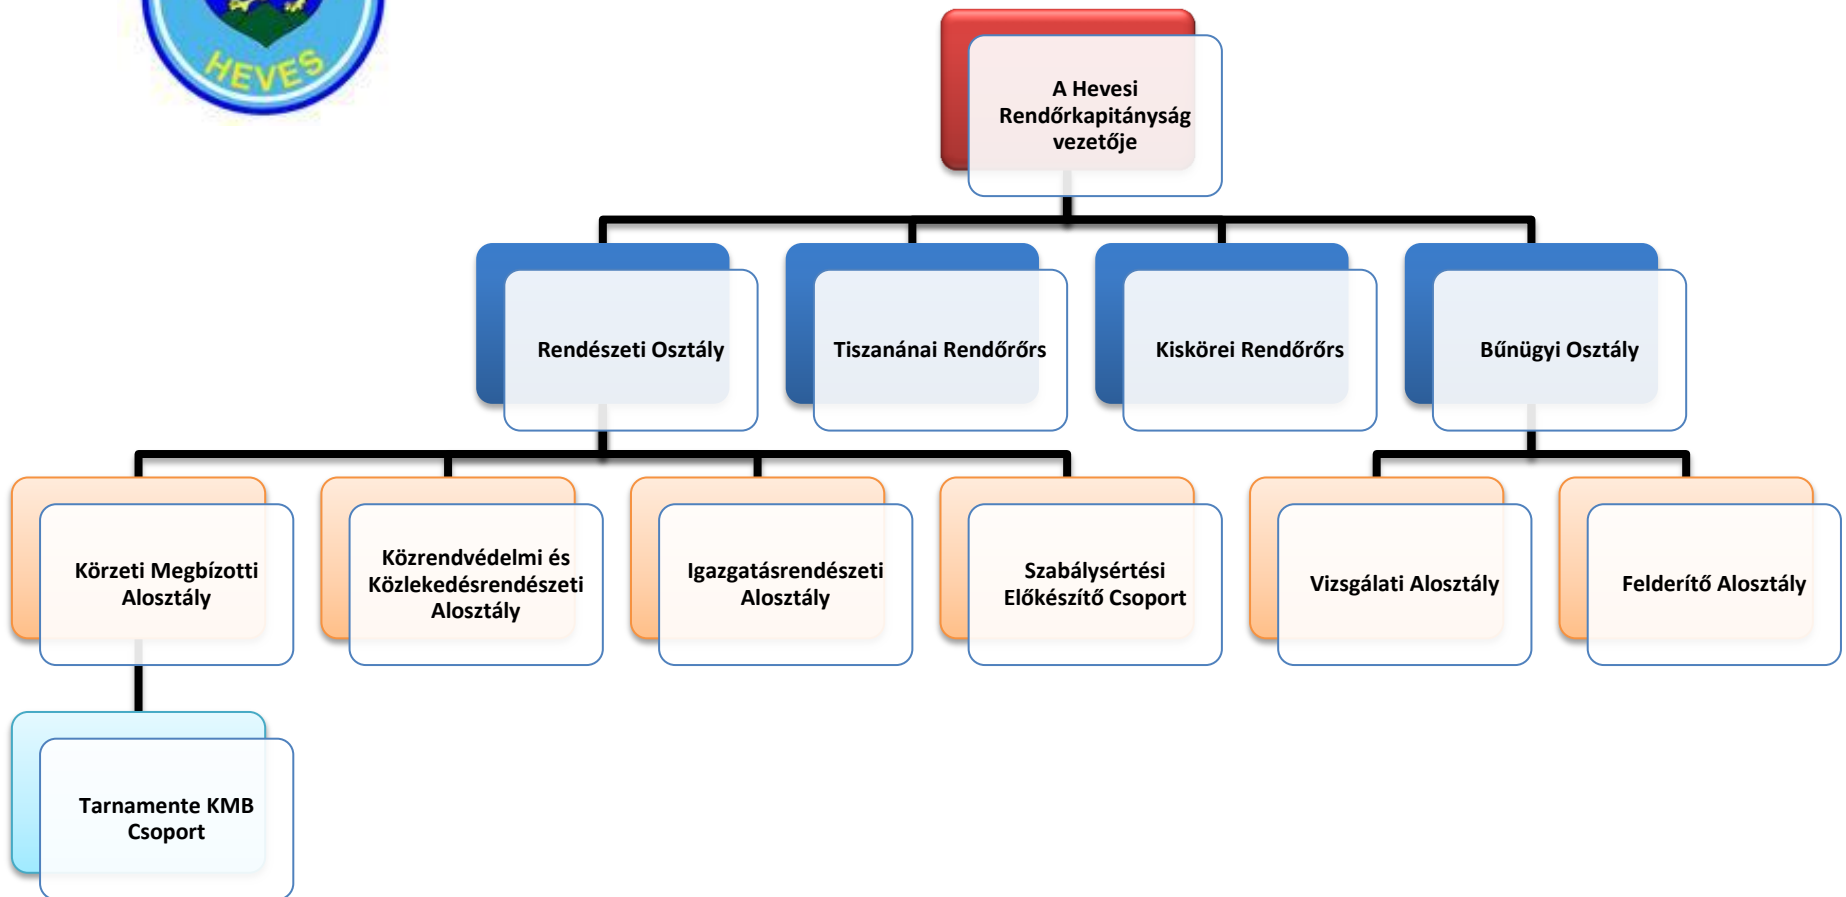 HEVES
A Hevesi
Rendőrkapitányság
vezetője
Rendészeti Osztály
Tiszanánai Rendőrőrs
Kiskörei Rendőrőrs
Bűnügyi Osztály
Körzeti Megbízotti
Alosztály
Közrendvédelmi és
Közlekedésrendészeti
Alosztály
Igazgatásrendészeti
Alosztály
Szabálysértési
Előkészítő Csoport
Vizsgálati Alosztály
Felderítő Alosztály
Tarnamente KMB
Csoport